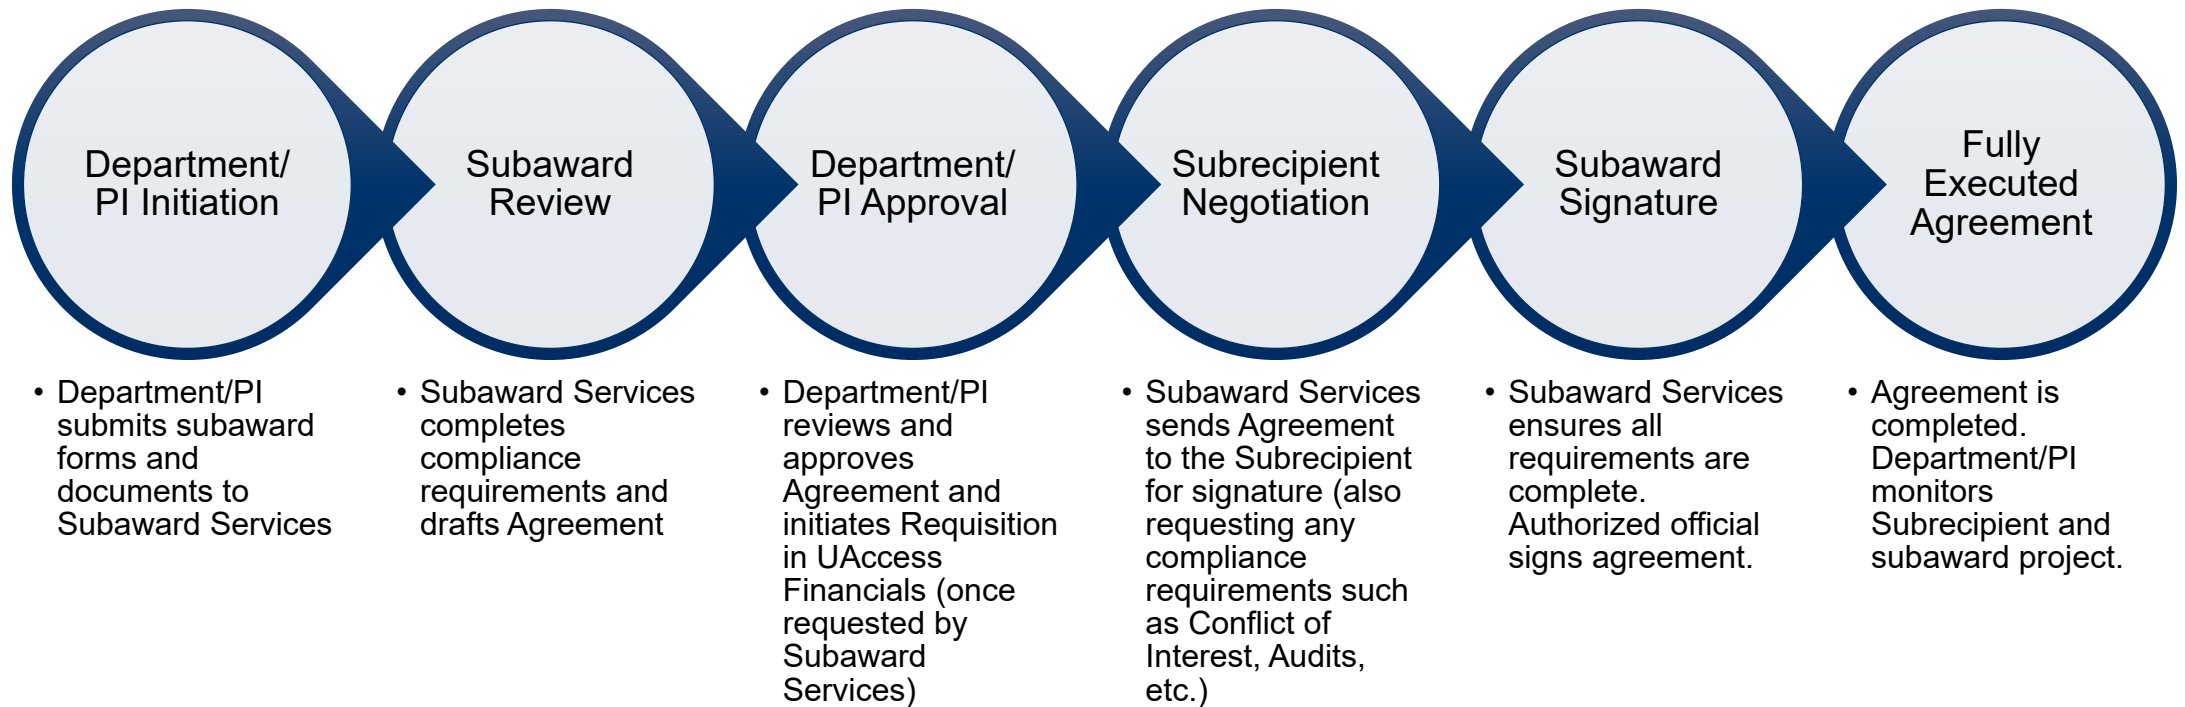 Department/
PI Initiation
Subaward
Review
Department/
PI Approval
Subrecipient
Negotiation
Subaward
Signature
Fully
Executed
Agreement
• Department/PI
submits subaward
forms and
documents to
Subaward Services
• Subaward Services
completes
compliance
requirements and
drafts Agreement
• Department/PI
reviews and
approves
Agreement and
initiates Requisition
in UAccess
Financials (once
requested by
Subaward
Services)
• Subaward Services
sends Agreement
to the Subrecipient
for signature (also
requesting any
compliance
requirements such
as Conflict of
Interest, Audits,
etc.)
• Subaward Services
ensures all
requirements are
complete.
Authorized official
signs agreement.
• Agreement is
completed.
Department/PI
monitors
Subrecipient and
subaward project.